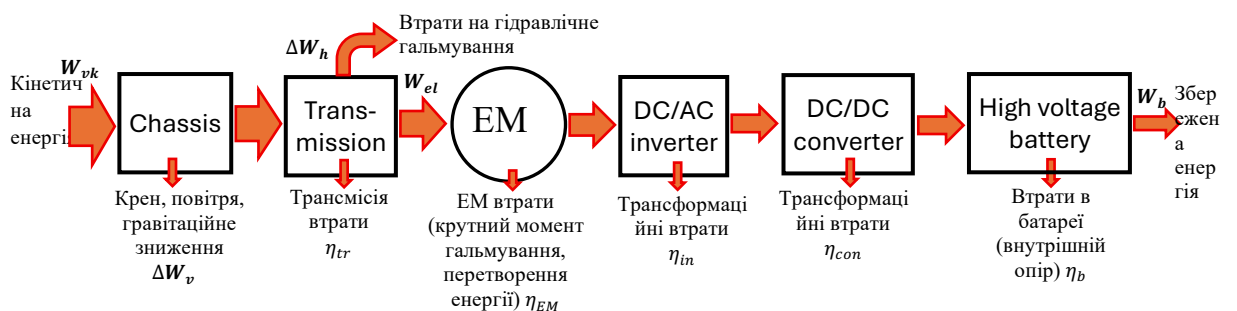 Втрати на гідравлічне
гальмування
ΔW_h
W_vk
Кінетич
на
енергія
Chassis
Trans-
mission
W_el
EM
DC/AC
inverter
DC/DC
converter
High voltage
battery
W_b
Збер
ежен
а
енер
гія
Крен, повітря,
гравітаційне
зниження
ΔW_v
Трансмісія
втрати
η_tr
ЕМ втрати
(крутний момент
гальмування,
перетворення
енергії) η_EM
Трансформаці
йні втрати
η_in
Трансформаці
йні втрати
η_con
Втрати в
батареї
(внутрішній
опір) η_b